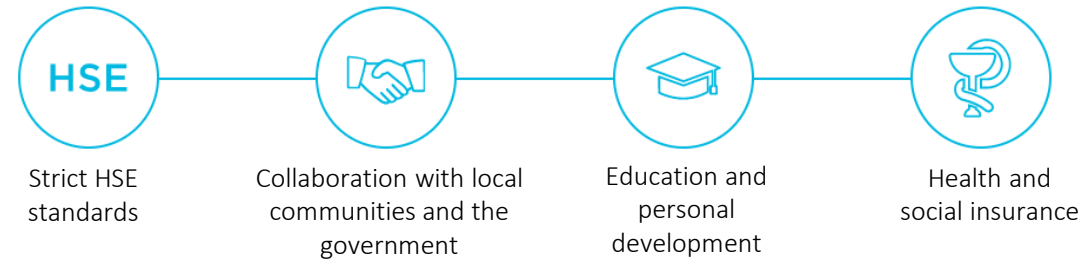 HSE
Strict HSE
standards
Collaboration with local
communities and the
government
Education and
personal
development
Health and
social insurance